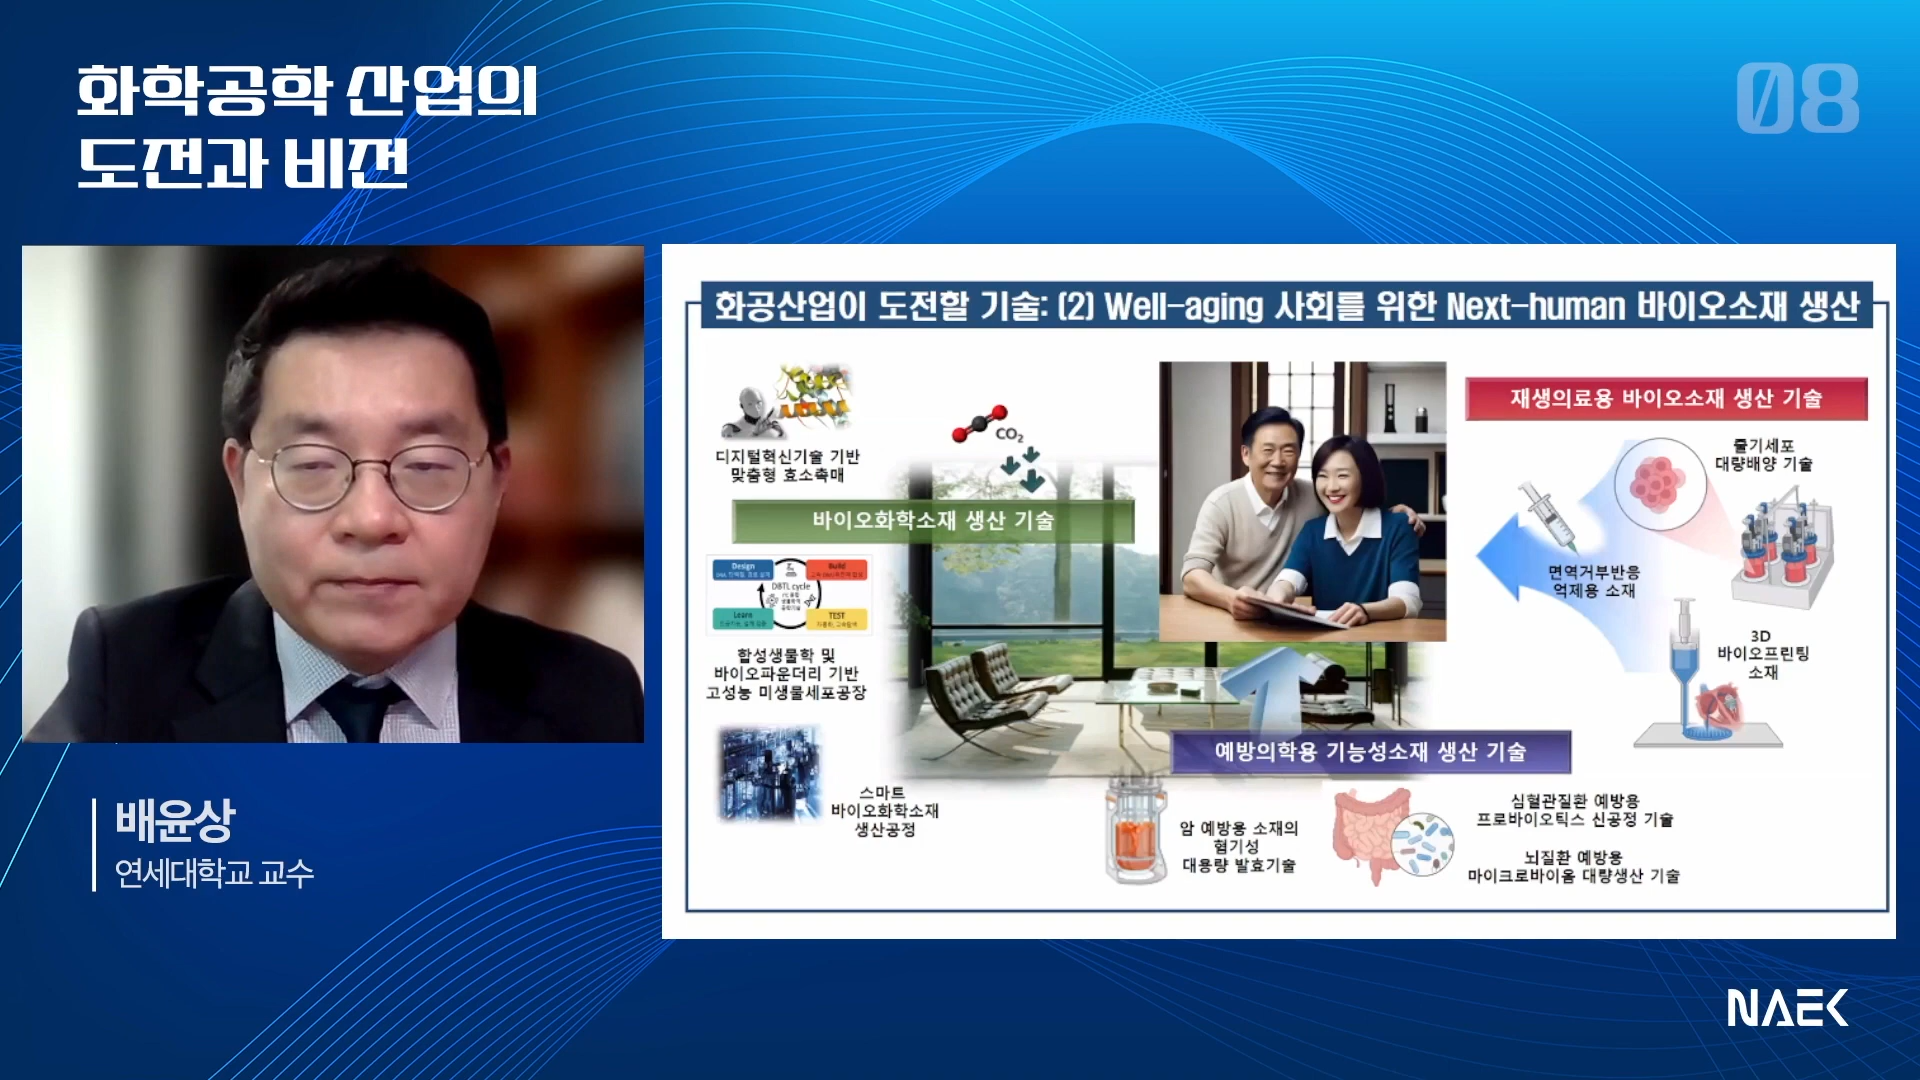 화학공학 산업의
도전과 비전
08
화공산업이 도전할 기술: (2) Well-aging 사회를 위한 Next-human 바이오소재 생산
디지털혁신기술 기반
맞춤형 효소촉매
CO₂
바이오화학소재 생산 기술
Design
Build
DBTL cycle
Learn
TEST
합성생물학 및
바이오파운더리 기반
고성능 미생물세포공장
스마트
바이오화학소재
생산공정
재생의료용 바이오소재 생산 기술
줄기세포
대량배양 기술
면역거부반응
억제용 소재
3D
바이오프린팅
소재
예방의학용 기능성소재 생산 기술
암 예방용 소재의
혐기성
대용량 발효기술
심혈관질환 예방용
프로바이오틱스 신공정 기술
뇌질환 예방용
마이크로바이옴 대량생산 기술
배윤상
연세대학교 교수
NAEK